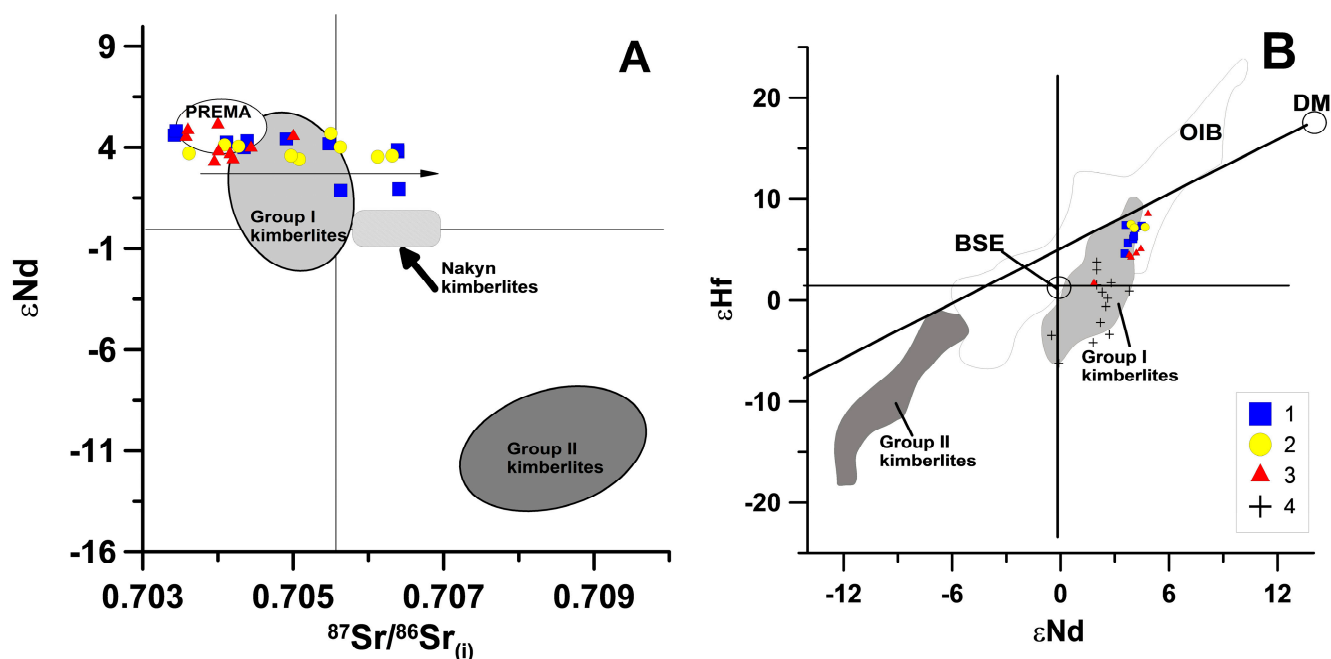 A
9
4
-1
-6
-11
-16
εNd
PREMA
Group I
kimberlites
Nakyn
kimberlites
Group II
kimberlites
0.703
0.705
0.707
0.709
87Sr/86Sr(i)
B
20
10
0
-10
-20
εHf
DM
OIB
BSE
Group I
kimberlites
Group II
kimberlites
1
2
3
4
-12
-6
0
6
12
εNd